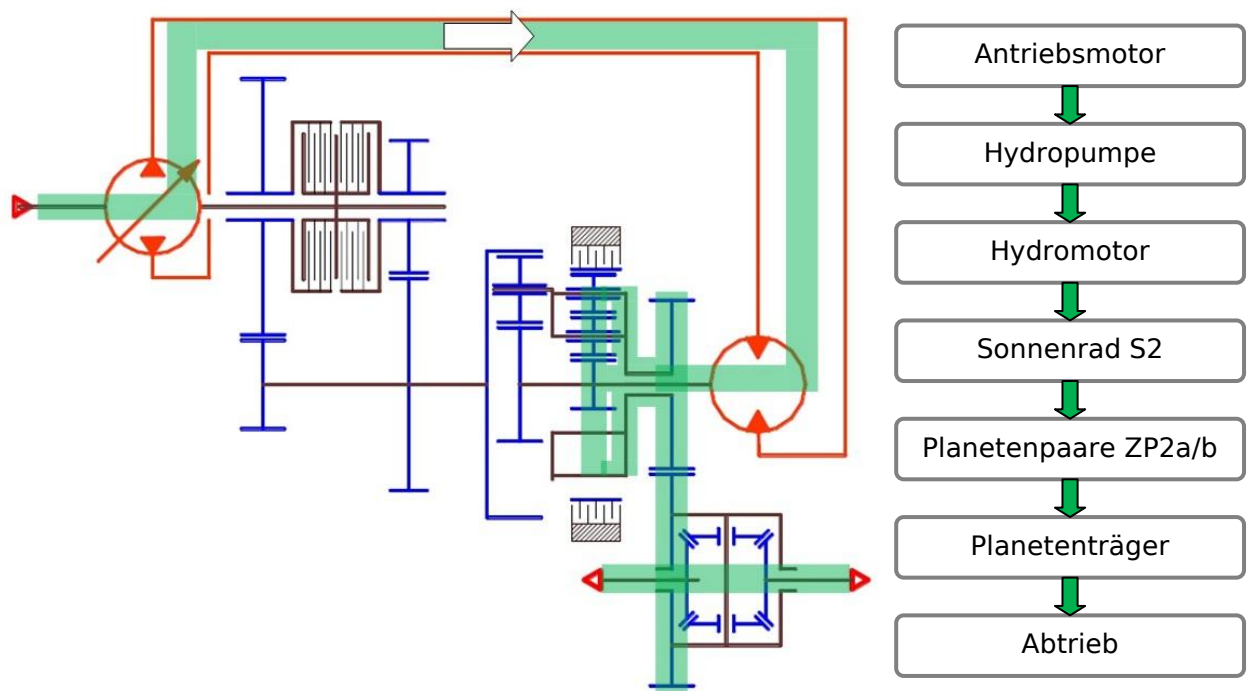 Antriebsmotor
Hydropumpe
Hydromotor
Sonnenrad S2
Planetenpaare ZP2a/b
Planetenträger
Abtrieb